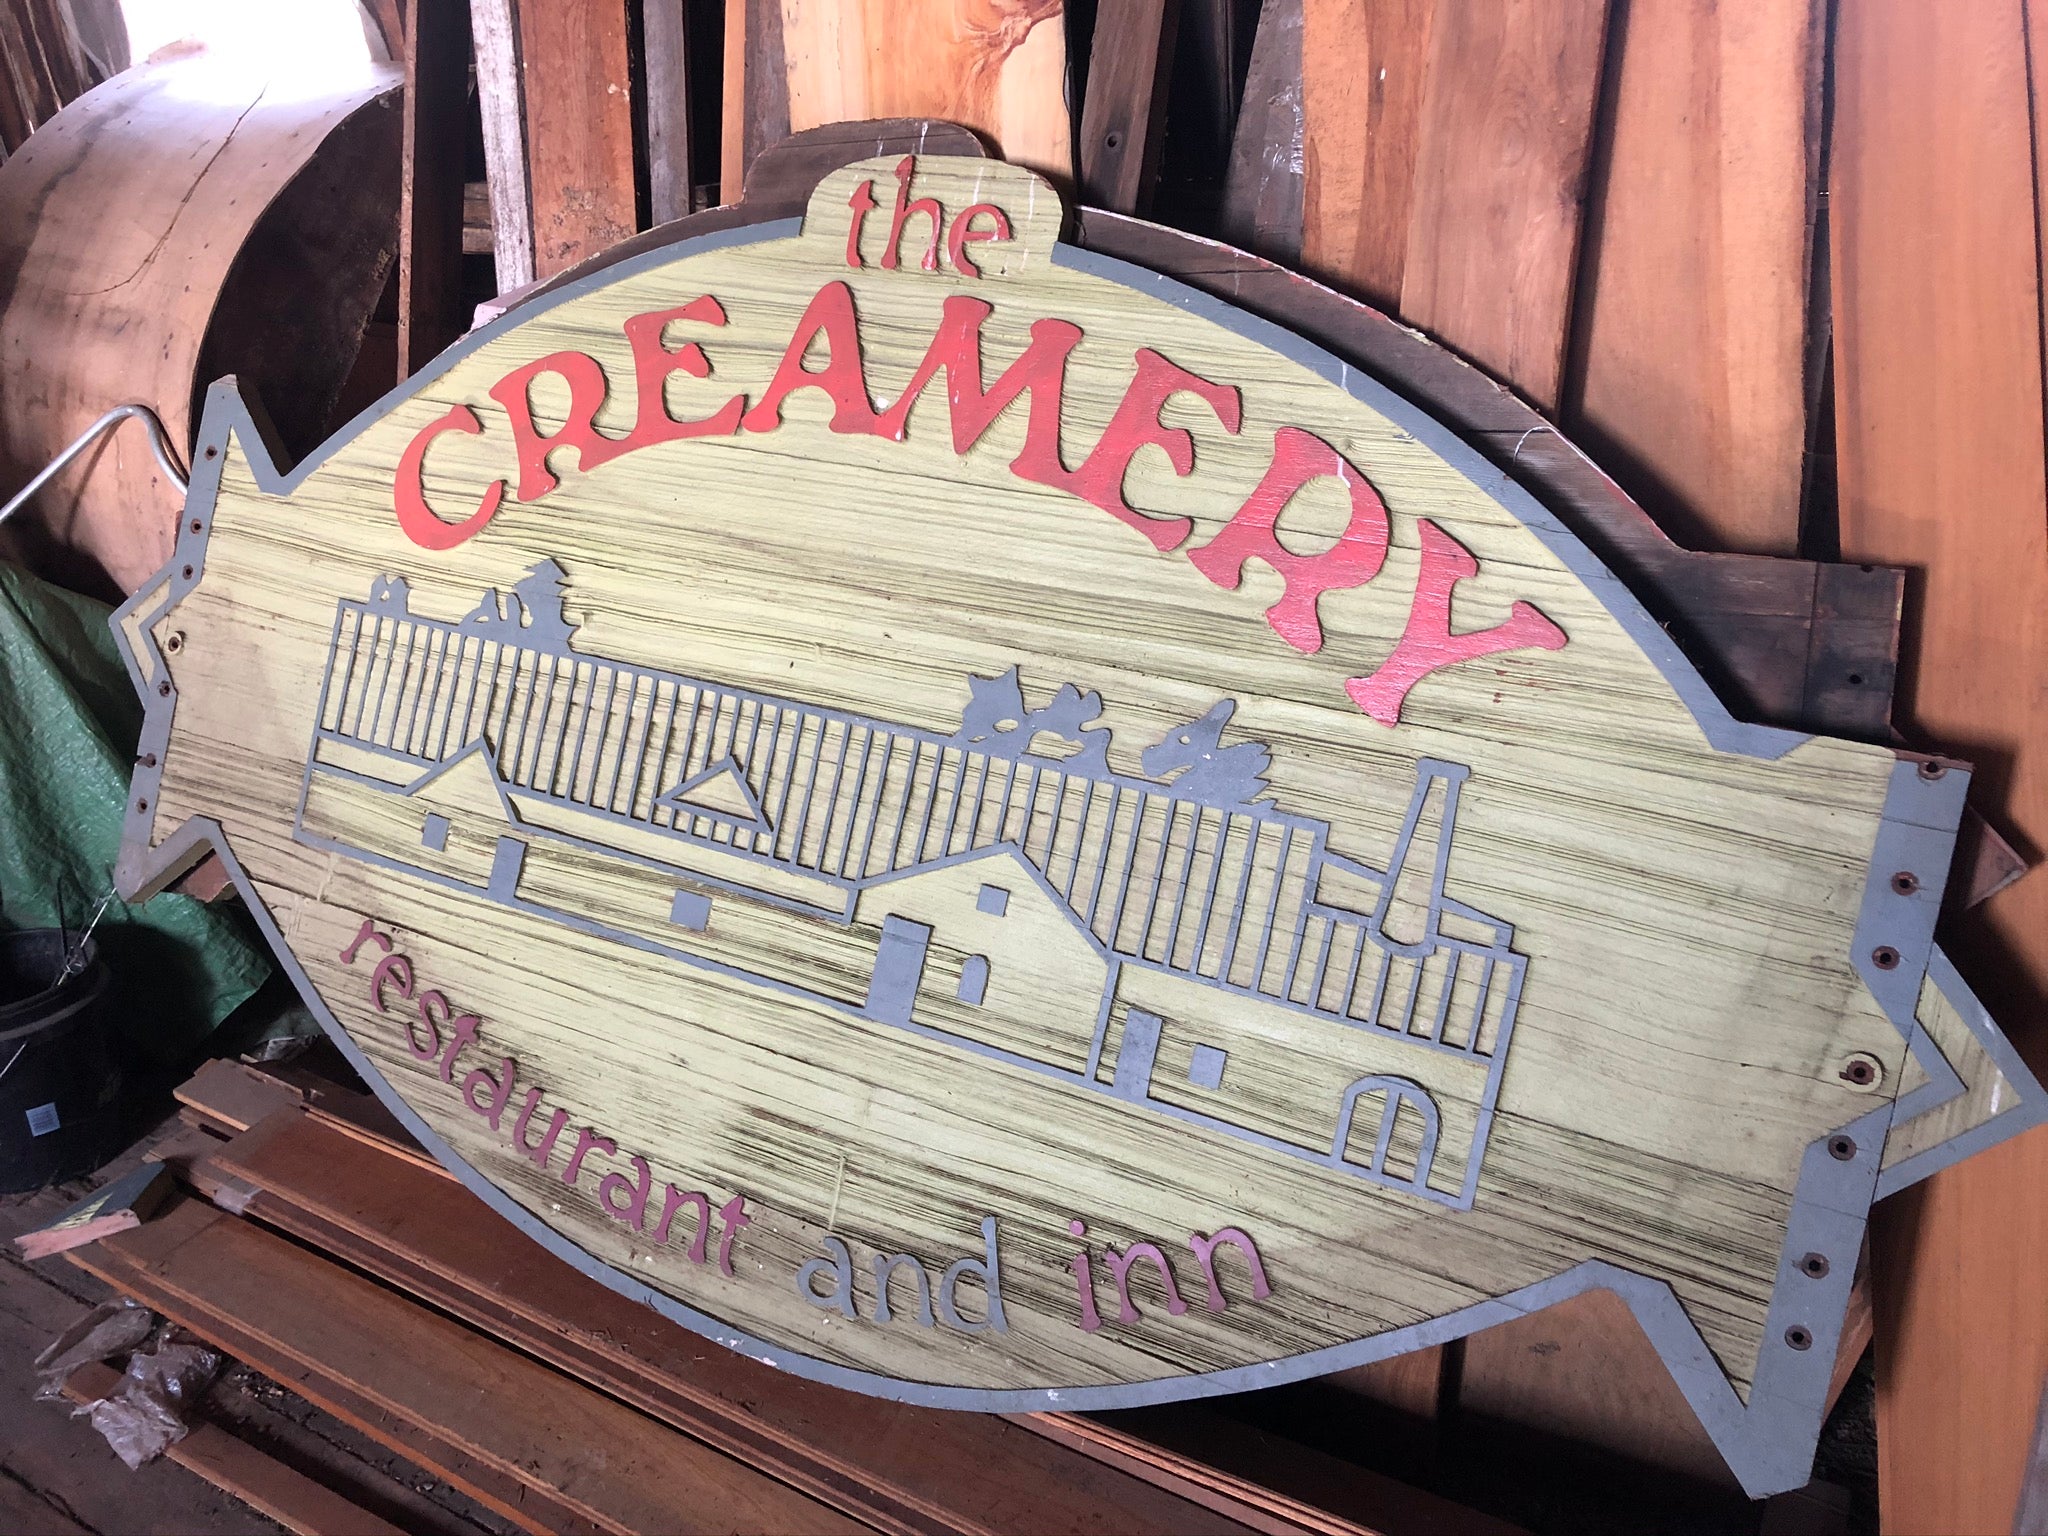 the
CREAMERY
restaurant and inn